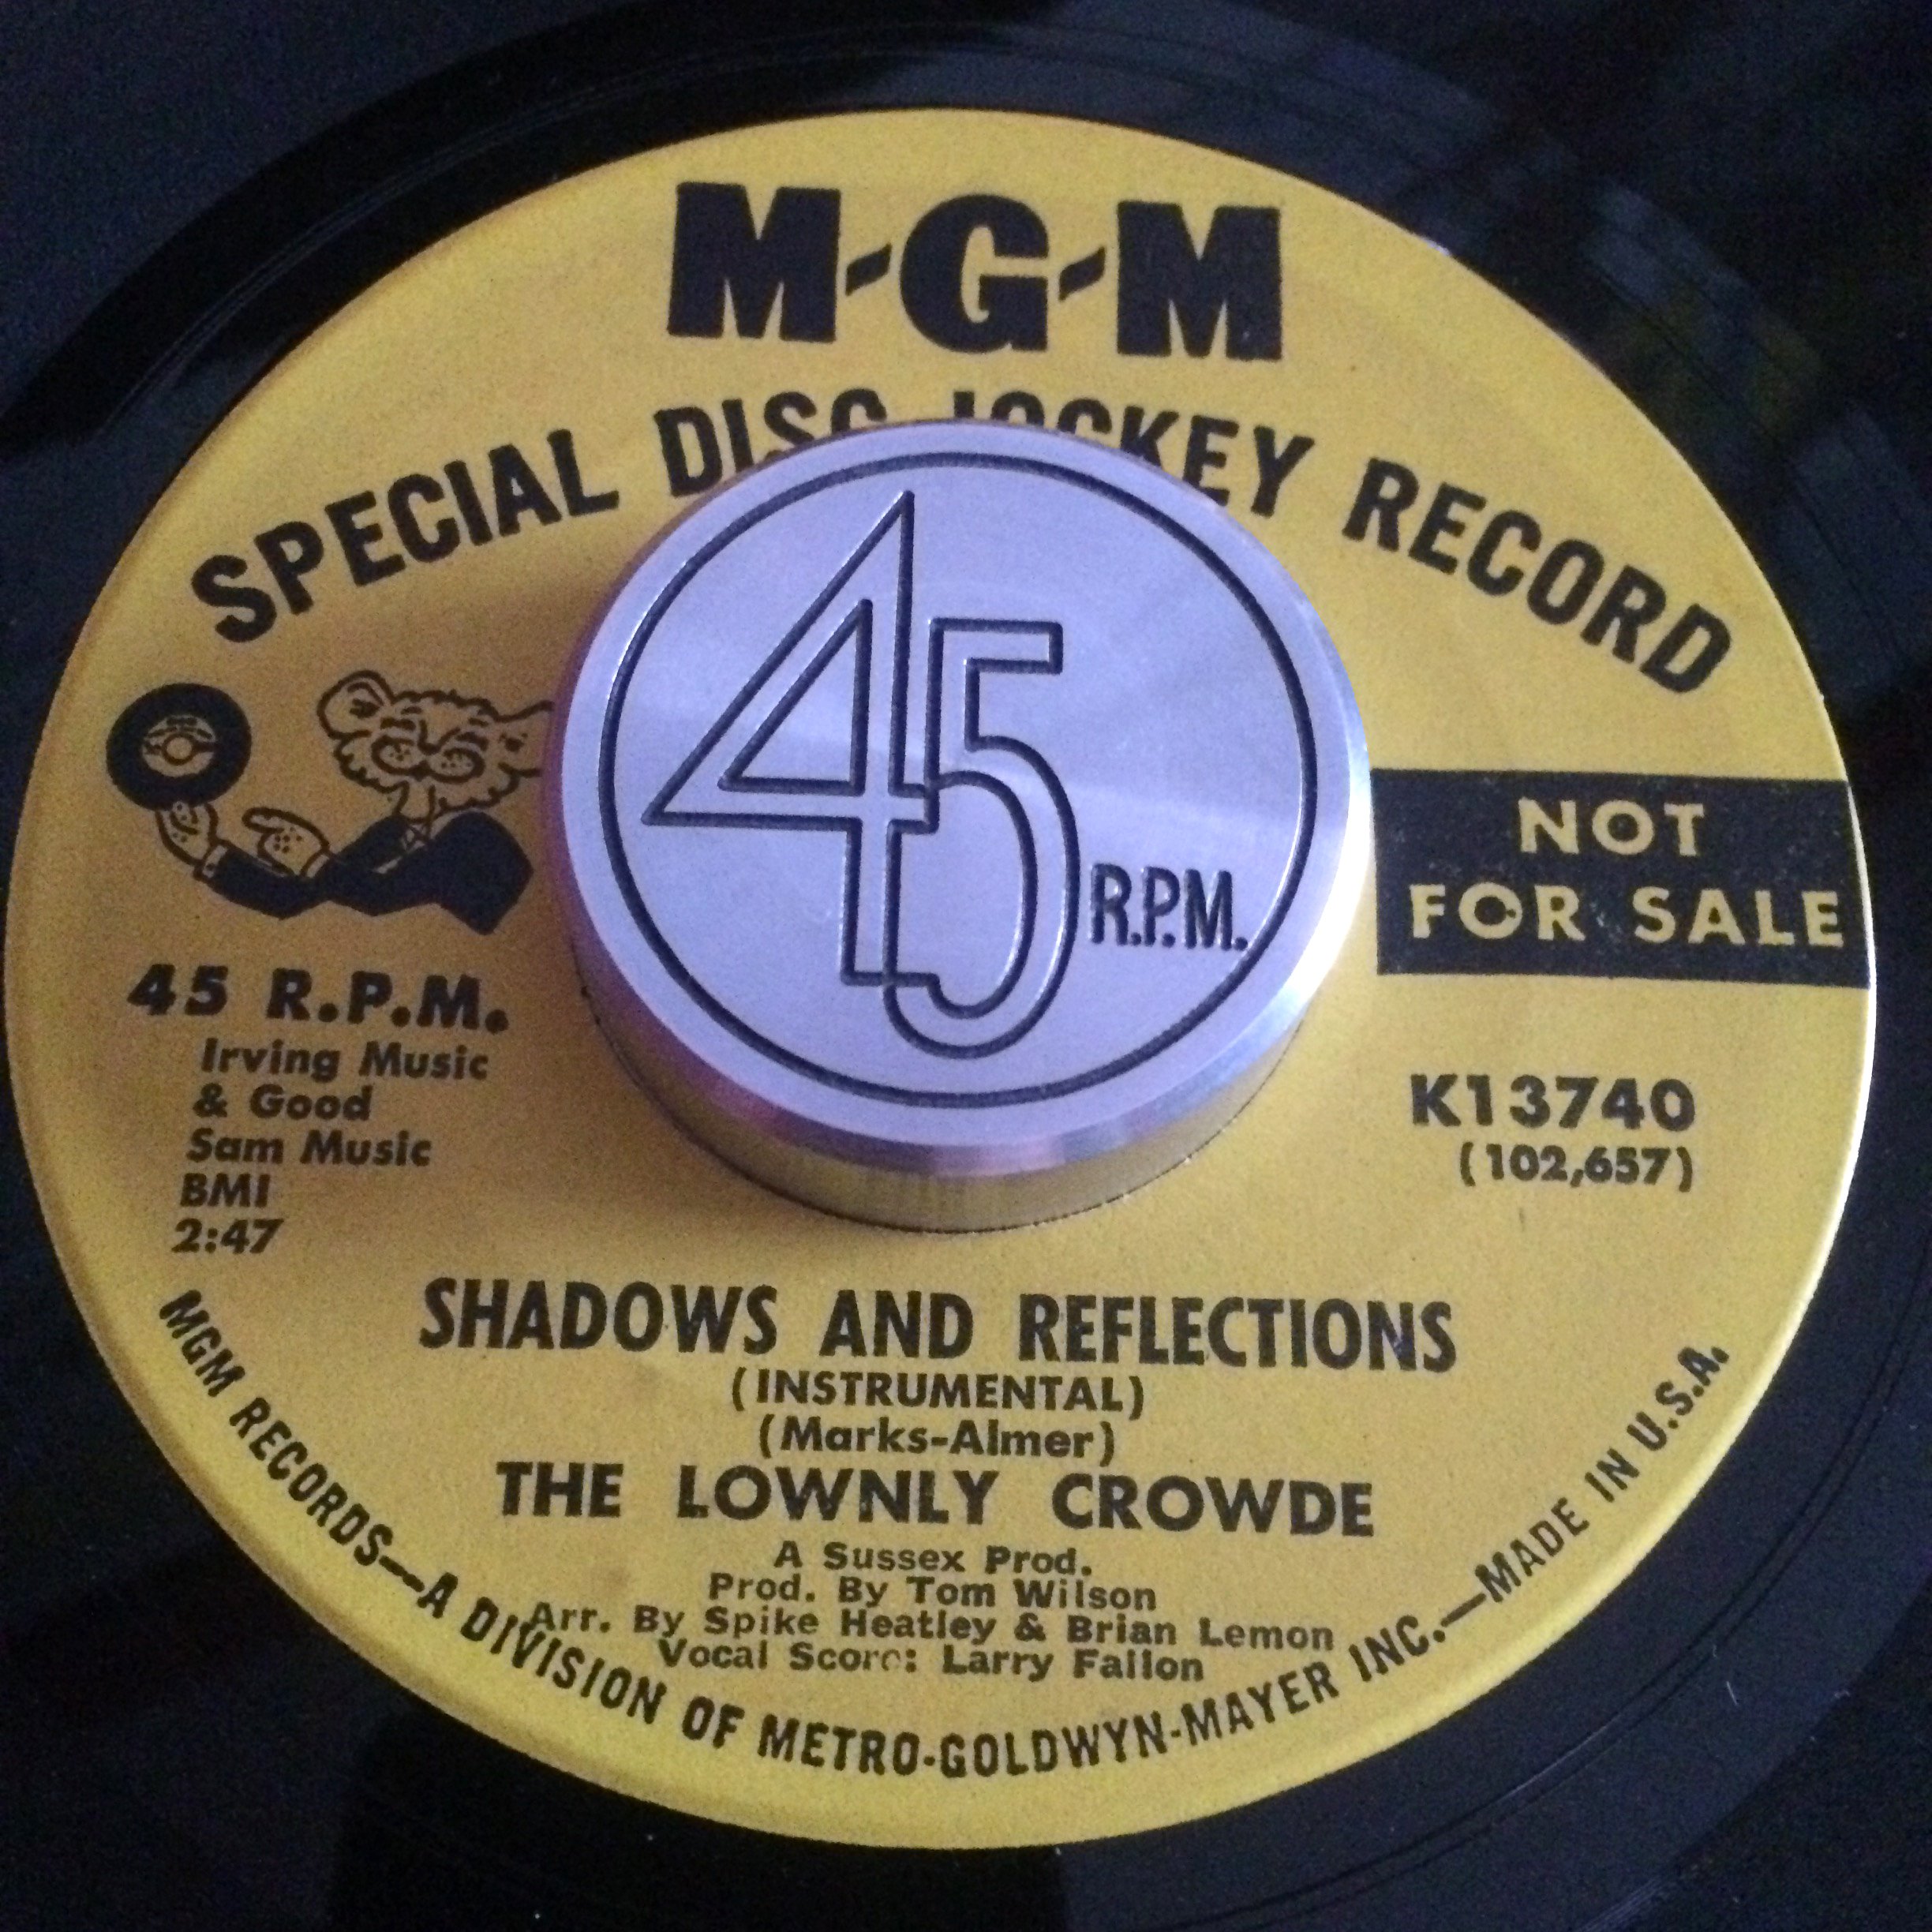 M-G-M
SPECIAL DISC JOCKEY RECORD
45
R.P.M.
NOT
FOR SALE
45 R.P.M.
Irving Music
& Good
Sam Music
BMI
2:47
K13740
(102,657)
SHADOWS AND REFLECTIONS
(INSTRUMENTAL)
(Marks-Almer)
THE LOWNLY CROWDE
A Sussex Prod.
Prod. By Tom Wilson
Arr. By Spike Heatley & Brian Lemon
Vocal Score: Larry Fallon
MGM RECORDS—A DIVISION OF METRO-GOLDWYN-MAYER INC.—MADE IN U.S.A.